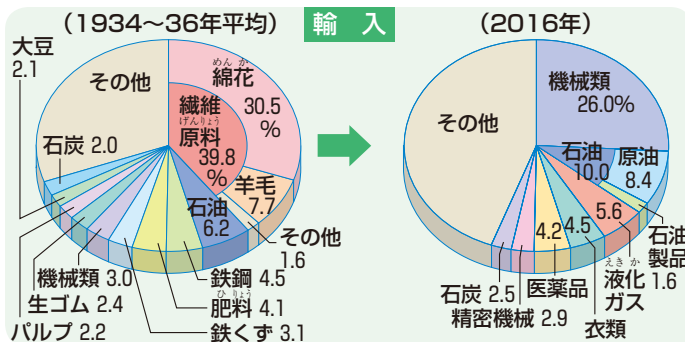 (1934～36年平均)
輸 入
(2016年)
大豆
2.1
その他
石炭 2.0
めん か
綿花
30.5
%
繊維
げんりょう
原料
39.8
%
羊毛
7.7
石油
6.2
その他
1.6
機械類 3.0
生ゴム 2.4
パルプ 2.2
鉄鋼 4.5
ひ りょう
肥料 4.1
鉄くず 3.1
その他
機械類
26.0%
石油
10.0
原油
8.4
石油
製品
1.6
5.6
えき か
液化
ガス
4.5
衣類
4.2
医薬品
石炭 2.5
精密機械 2.9